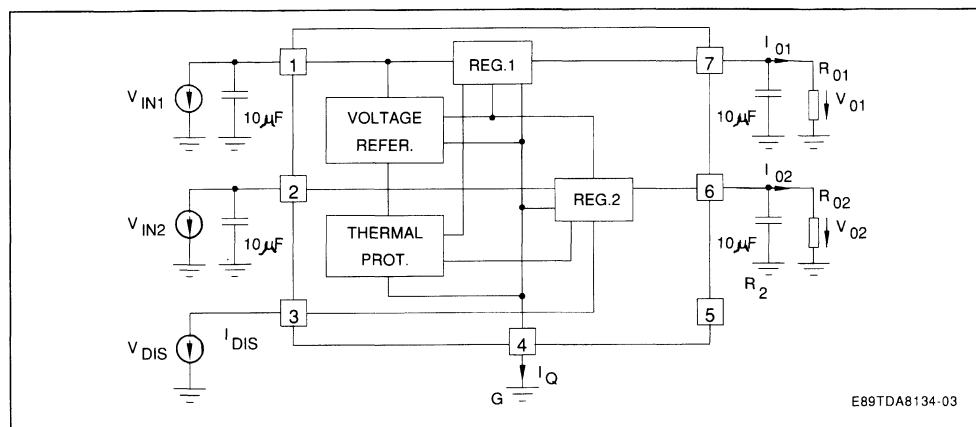 I01
1
REG.1
7
R01
VIN1
10µF
VOLTAGE
REFER.
10µF
V01
I02
2
REG.2
6
R02
VIN2
10µF
THERMAL
PROT.
10µF
V02
R2
3
5
VDIS
IDIS
4
IQ
G
E89TDA8134-03